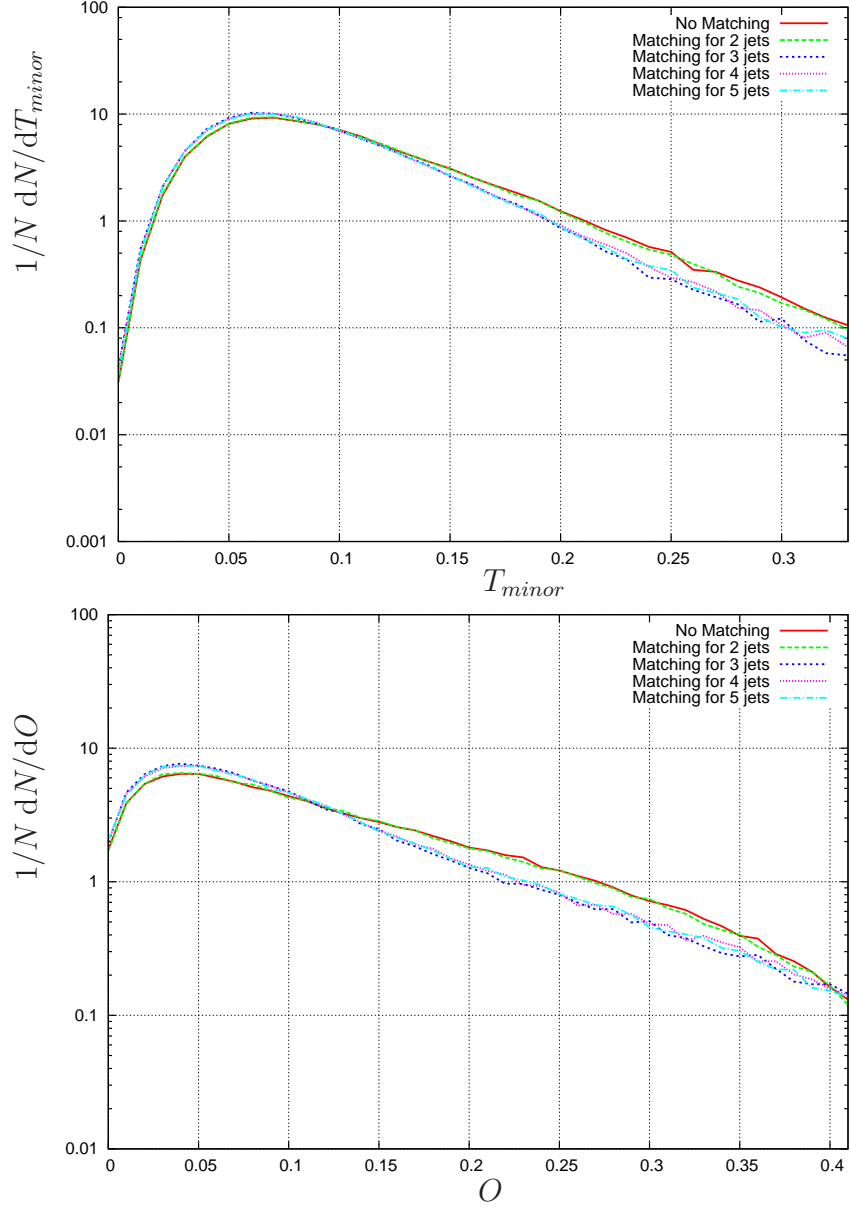 No Matching
Matching for 2 jets
Matching for 3 jets
Matching for 4 jets
Matching for 5 jets
100
10
1
0.1
0.01
0.001
1/N dN/dT_minor
0 0.05 0.1 0.15 0.2 0.25 0.3
T_minor
No Matching
Matching for 2 jets
Matching for 3 jets
Matching for 4 jets
Matching for 5 jets
100
10
1
0.1
0.01
1/N dN/dO
0 0.05 0.1 0.15 0.2 0.25 0.3 0.35 0.4
O